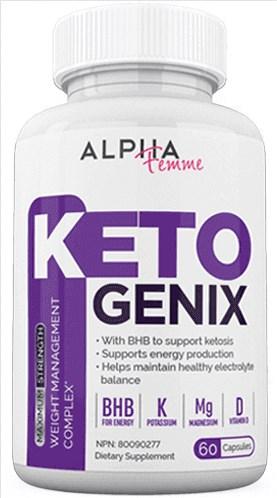 ALPHA
Femme
KETO
GENIX
MAXIMUM STRENGTH
WEIGHT MANAGEMENT
COMPLEX*
• With BHB to support ketosis
• Supports energy production
• Helps maintain healthy electrolyte
balance
BHB
FOR ENERGY
K
POTASSIUM
Mg
MAGNESIUM
D
VITAMIN D
NPN: 80090277
Dietary Supplement
60 Capsules